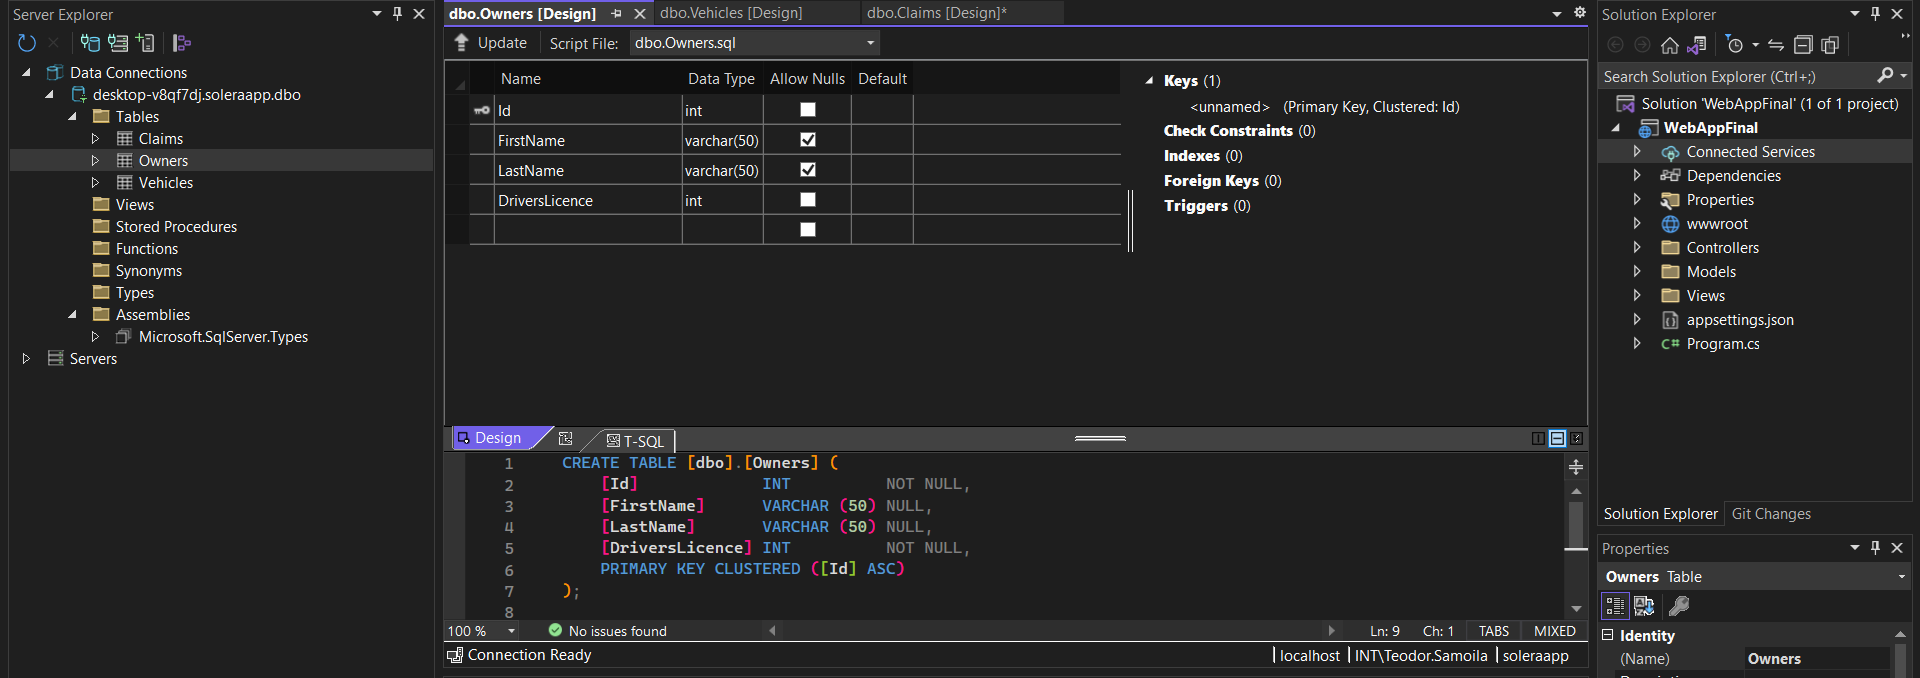 Server Explorer
Data Connections
desktop-v8qf7dj.soleraapp.dbo
Tables
Claims
Owners
Vehicles
Views
Stored Procedures
Functions
Synonyms
Types
Assemblies
Microsoft.SqlServer.Types
Servers
dbo.Owners [Design]
dbo.Vehicles [Design]
dbo.Claims [Design]*
Update
Script File:
dbo.Owners.sql
Name Data Type Allow Nulls Default
Id int
FirstName varchar(50)
LastName varchar(50)
DriversLicence int
Keys (1)
<unnamed> (Primary Key, Clustered: Id)
Check Constraints (0)
Indexes (0)
Foreign Keys (0)
Triggers (0)
Design
T-SQL
1 CREATE TABLE [dbo].[Owners] (
2 [Id] INT NOT NULL,
3 [FirstName] VARCHAR (50) NULL,
4 [LastName] VARCHAR (50) NULL,
5 [DriversLicence] INT NOT NULL,
6 PRIMARY KEY CLUSTERED ([Id] ASC)
7 );
8
100 % No issues found Ln: 9 Ch: 1 TABS MIXED
Connection Ready localhost INT\Teodor.Samoila soleraapp
Solution Explorer
Search Solution Explorer (Ctrl+;)
Solution 'WebAppFinal' (1 of 1 project)
WebAppFinal
Connected Services
Dependencies
Properties
wwwroot
Controllers
Models
Views
appsettings.json
C# Program.cs
Solution Explorer Git Changes
Properties
Owners Table
Identity
(Name) Owners